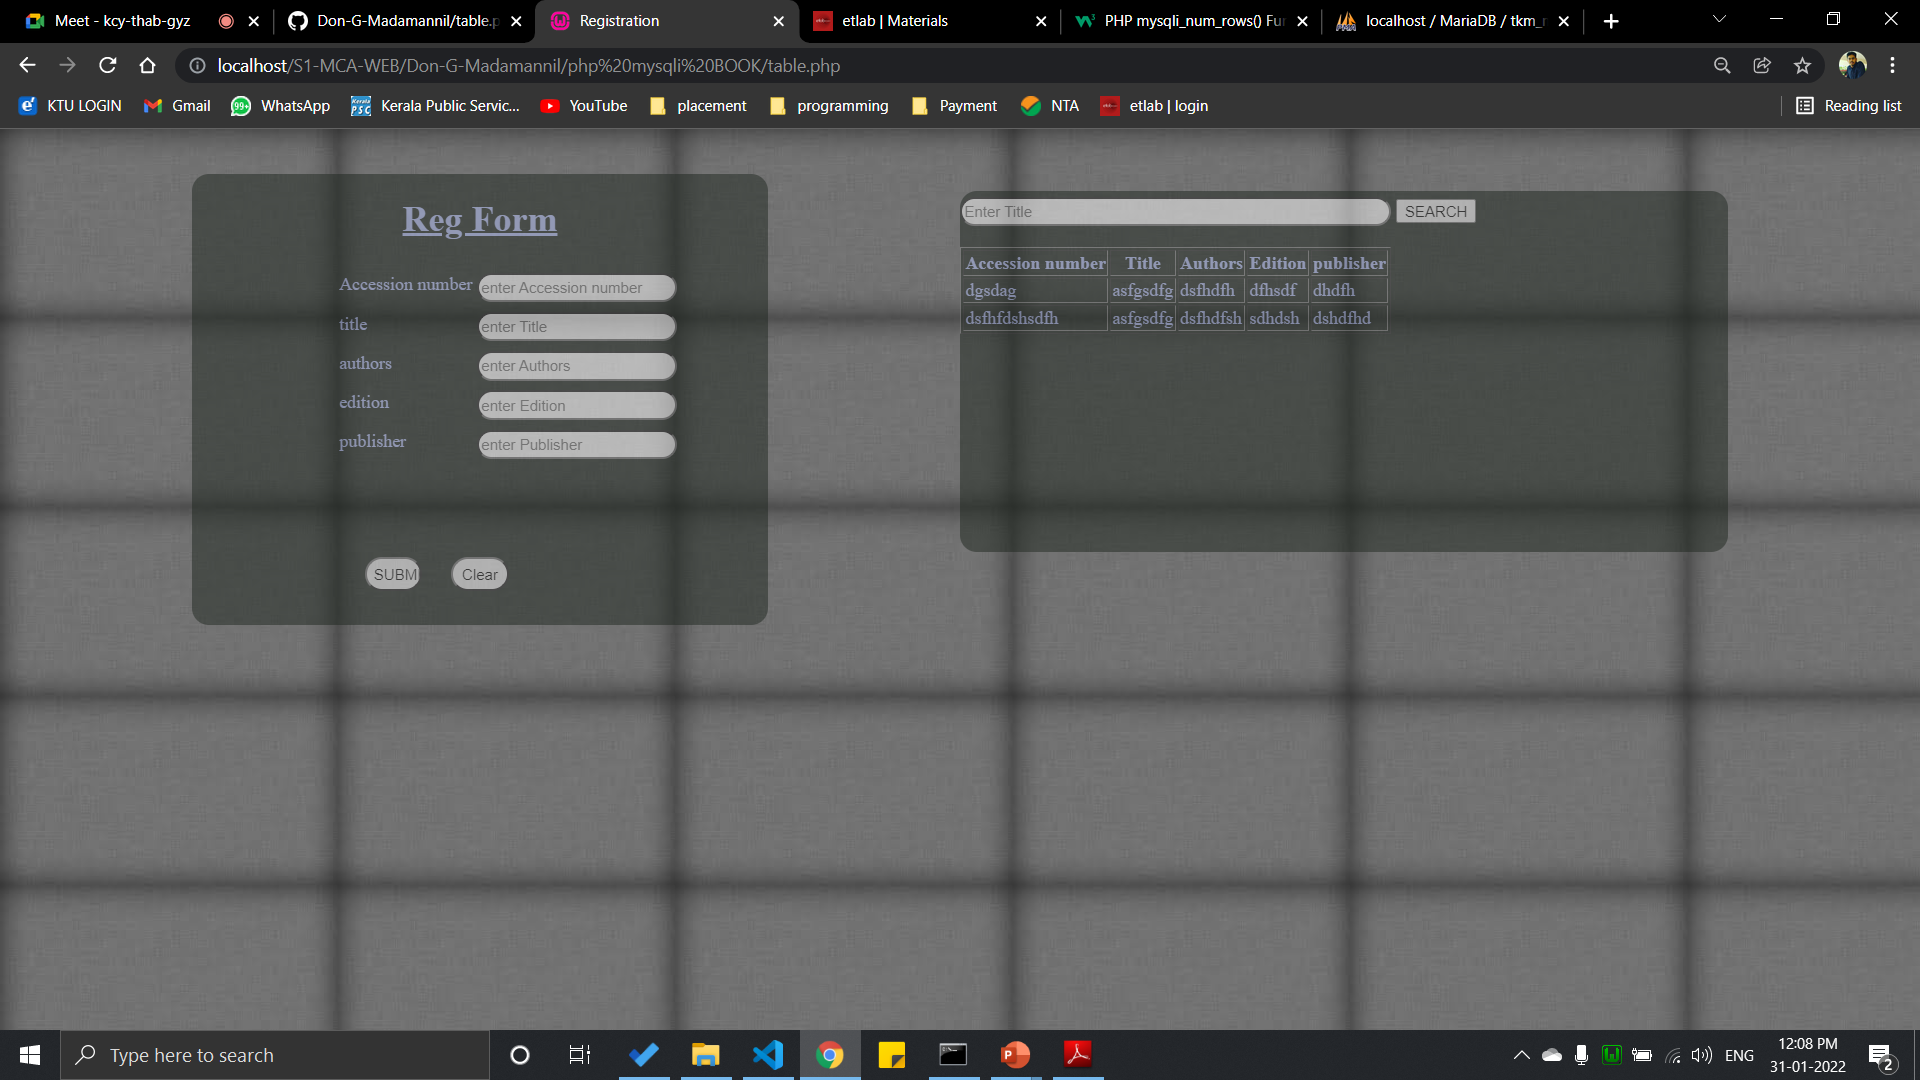 Meet - kcy-thab-gyz
Don-G-Madamannil/table.p
Registration
etlab | Materials
PHP mysqli_num_rows() Fu
localhost / MariaDB / tkm_
localhost/S1-MCA-WEB/Don-G-Madamannil/php%20mysqli%20BOOK/table.php
KTU LOGIN
Gmail
99+
WhatsApp
Kerala Public Servic...
YouTube
placement
programming
Payment
NTA
etlab | login
Reading list
Reg Form
Accession number enter Accession number
title enter Title
authors enter Authors
edition enter Edition
publisher enter Publisher
SUBM Clear
Enter Title SEARCH
Accession number Title Authors Edition publisher
dgsdag asfgsdfg dsfhdfh dfhsdf dhdfh
dsfhfdshsdfh asfgsdfg dsfhdfsh sdhdsh dshdfhd
Type here to search
ENG
12:08 PM
31-01-2022
2